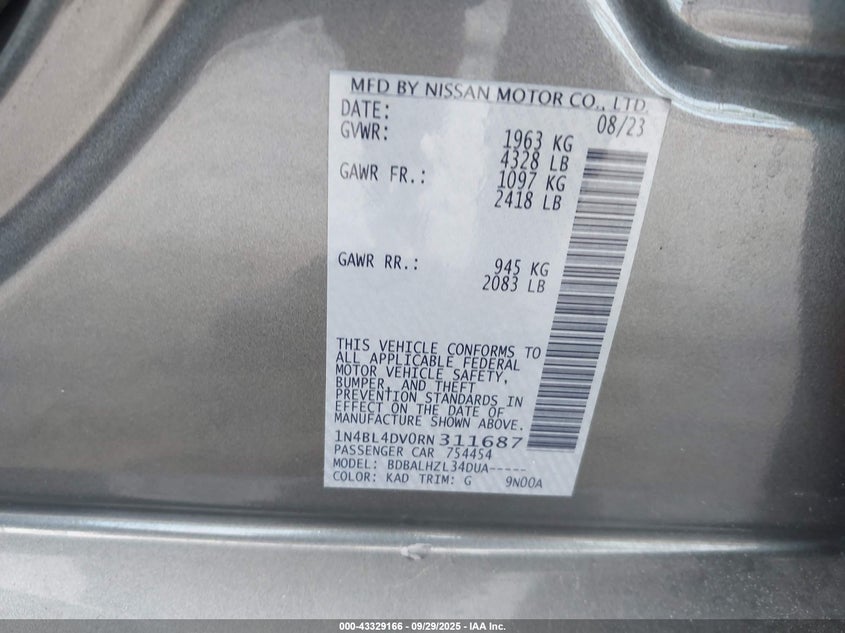 MFD BY NISSAN MOTOR CO., LTD.
DATE: 08/23
GVWR: 1963 KG
4328 LB
GAWR FR.: 1097 KG
2418 LB
GAWR RR.: 945 KG
2083 LB
THIS VEHICLE CONFORMS TO
ALL APPLICABLE FEDERAL
MOTOR VEHICLE SAFETY,
BUMPER, AND THEFT
PREVENTION STANDARDS IN
EFFECT ON THE DATE OF
MANUFACTURE SHOWN ABOVE.
1N4BL4DV0RN311687
PASSENGER CAR 754454
MODEL: BDBALHZL34DUA-----
COLOR: KAD TRIM: G 9N00A
000-43329166 - 09/29/2025 - IAA Inc.